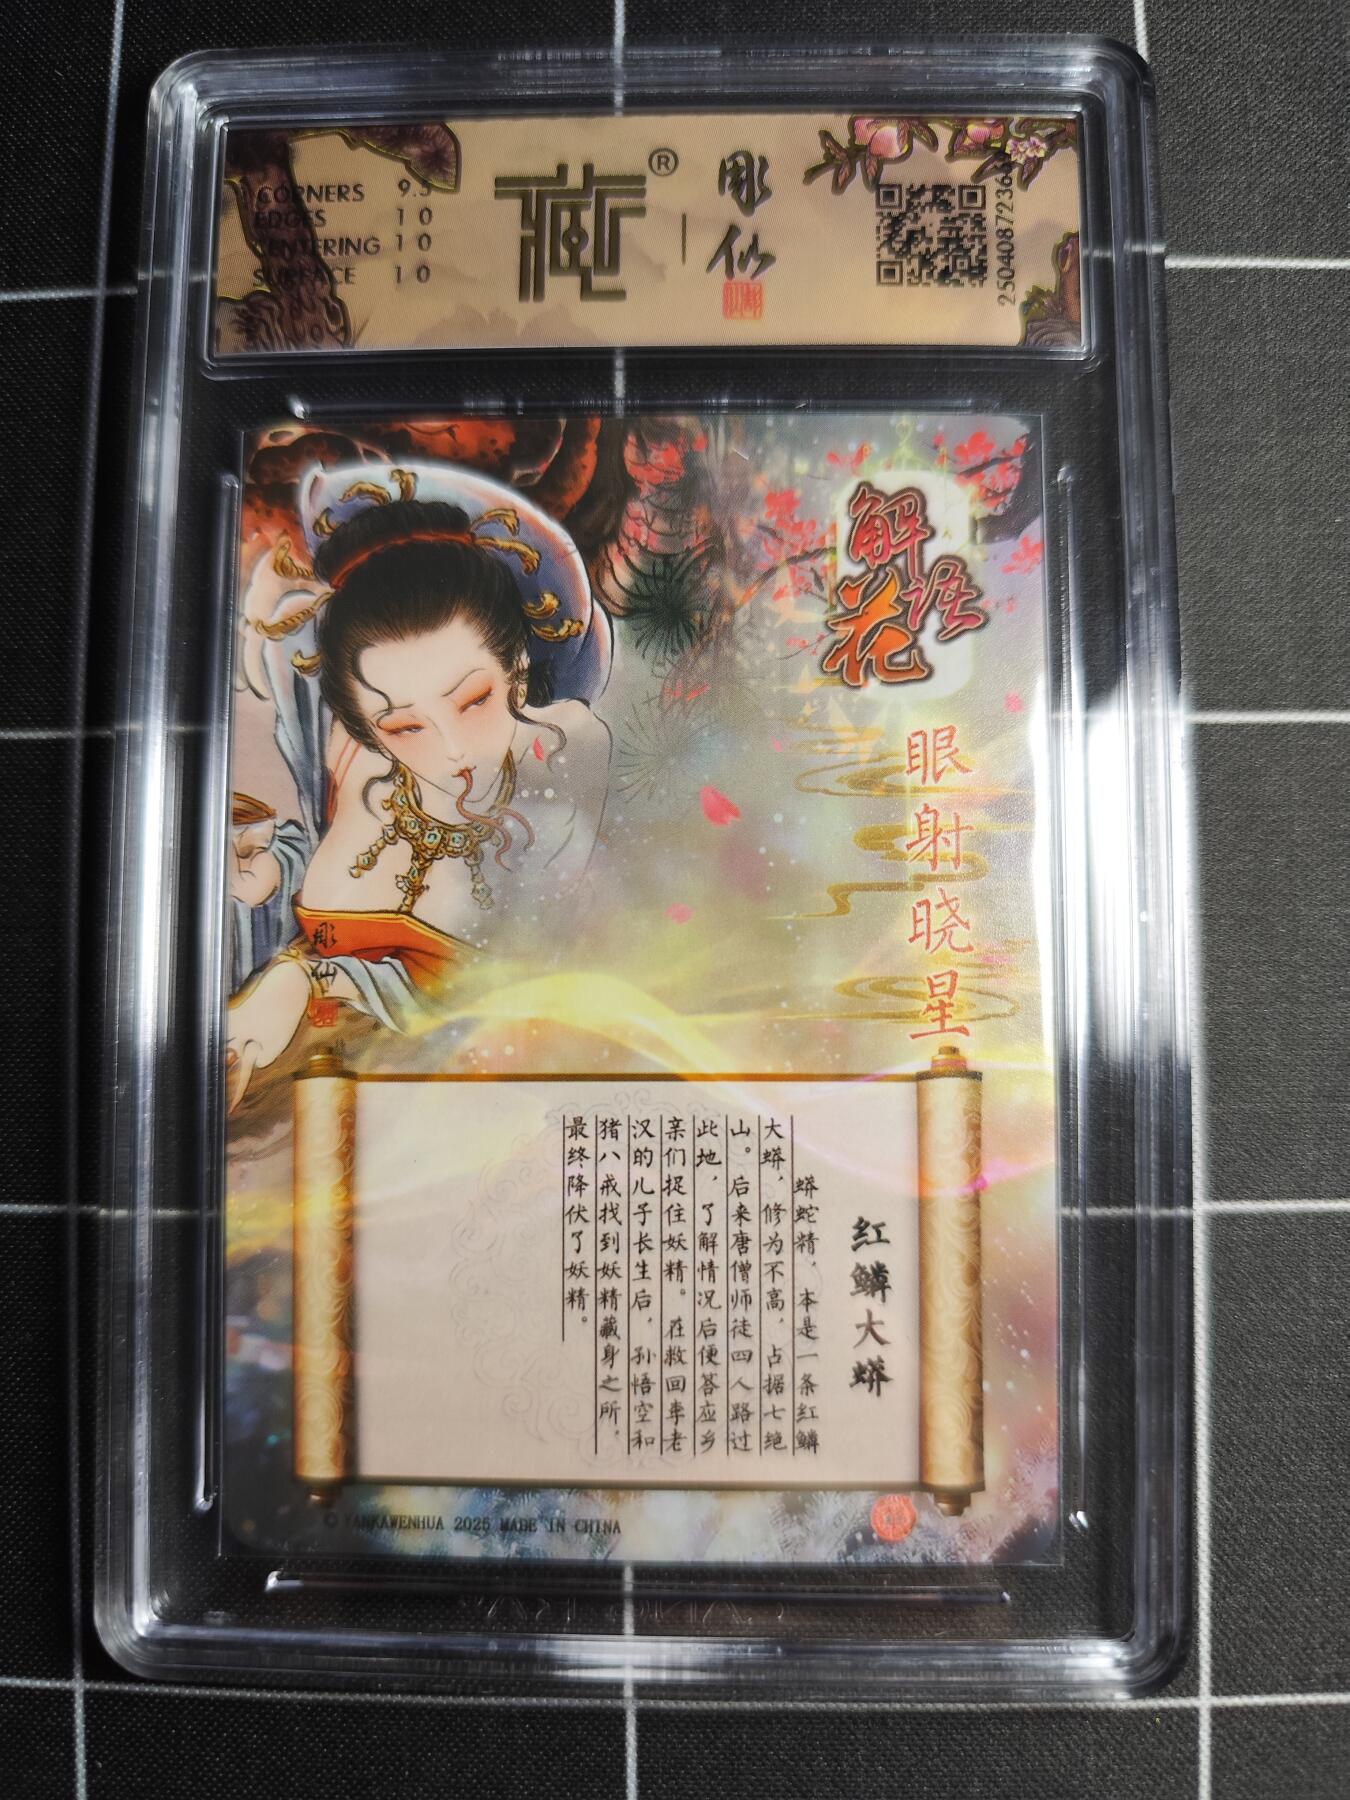 CORNERS 9.5
EDGES 10
CENTERING 10
SURFACE 10
藏®
彫仙
解语花
眼射晓星
彫仙
红鳞大蟒
蟒蛇精，本是一条红鳞
大蟒，修为不高，占据七绝
山。后来唐僧师徒四人路过
此地，了解情况后便答应乡
亲们捉住妖精。在救回李老
汉的儿子长生后，孙悟空和
猪八戒找到妖精藏身之所，
最终降伏了妖精。
© YANKAWENHUA 2025 MADE IN CHINA